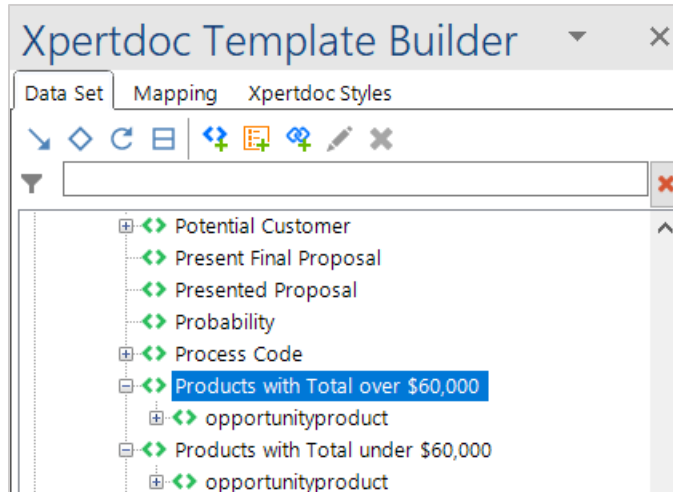 Xpertdoc Template Builder
Data Set Mapping Xpertdoc Styles
Potential Customer
Present Final Proposal
Presented Proposal
Probability
Process Code
Products with Total over $60,000
opportunityproduct
Products with Total under $60,000
opportunityproduct